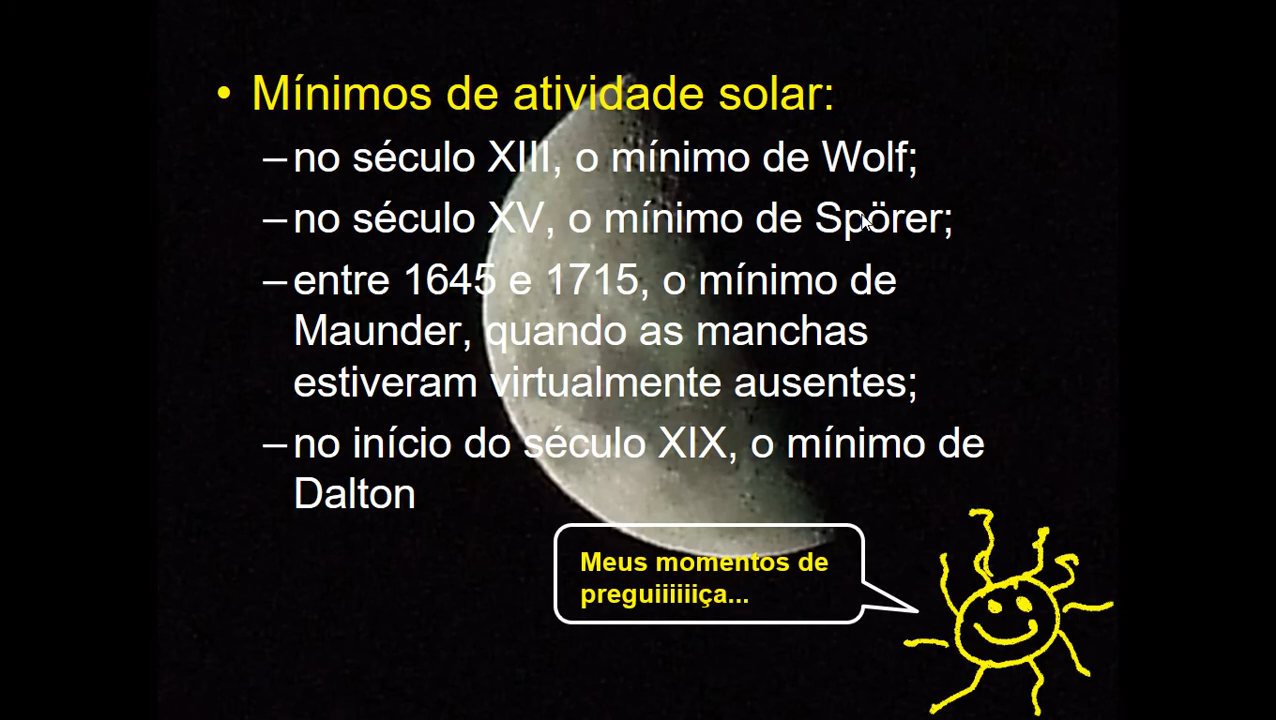 • Mínimos de atividade solar:
–no século XIII, o mínimo de Wolf;
–no século XV, o mínimo de Spörer;
–entre 1645 e 1715, o mínimo de
Maunder, quando as manchas
estiveram virtualmente ausentes;
–no início do século XIX, o mínimo de
Dalton
Meus momentos de
preguiiiiiiiça...